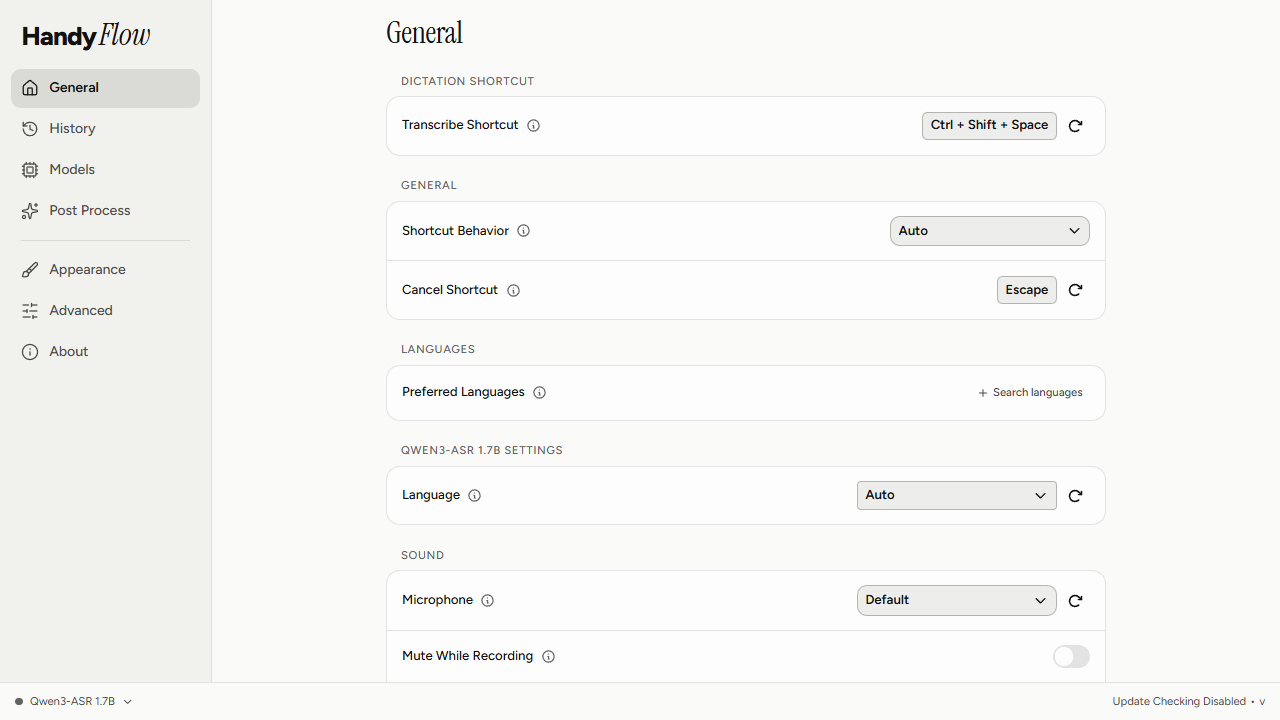 Handy Flow
General
History
Models
Post Process
Appearance
Advanced
About
General
DICTATION SHORTCUT
Transcribe Shortcut
Ctrl + Shift + Space
GENERAL
Shortcut Behavior
Auto
Cancel Shortcut
Escape
LANGUAGES
Preferred Languages
+ Search languages
QWEN3-ASR 1.7B SETTINGS
Language
Auto
SOUND
Microphone
Default
Mute While Recording
Qwen3-ASR 1.7B
Update Checking Disabled • v